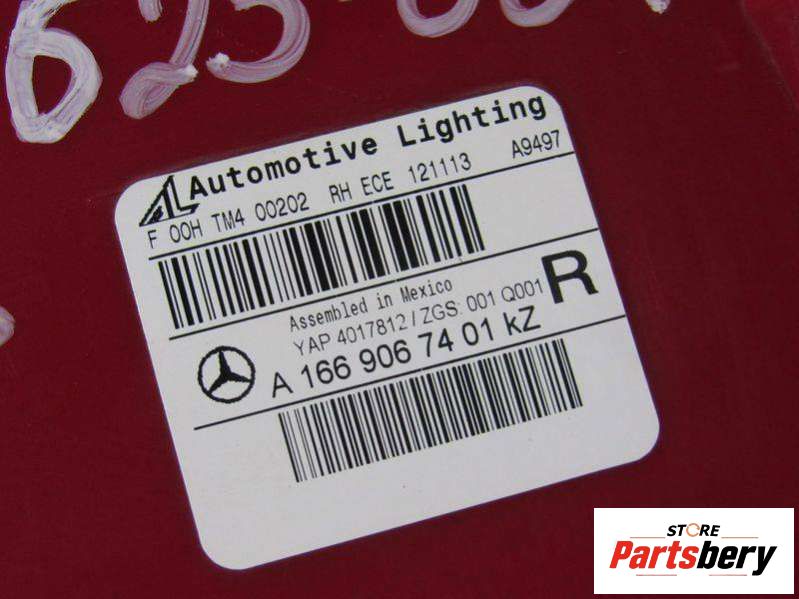 Automotive Lighting
F 00H TM4 00202 RH ECE 121113 A9497
Assembled in Mexico
YAP 4017812 / ZGS: 001 Q001
R
A 166 906 74 01 kZ
STORE
Partsbery